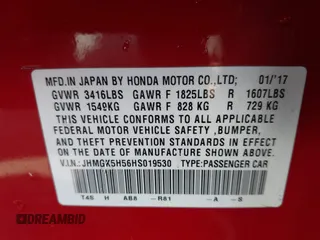 MFD.IN JAPAN BY HONDA MOTOR CO.,LTD; 01/'17
GVWR 3416LBS GAWR F 1825LBS R 1607LBS
GVWR 1549KG GAWR F 828 KG R 729 KG
THIS VEHICLE CONFORMS TO ALL APPLICABLE
FEDERAL MOTOR VEHICLE SAFETY ,BUMPER,
AND THEFT PREVENTION STANDARDS IN EFFECT
ON THE DATE OF MANUFACTURE SHOWN ABOVE.
V.I.N.: JHMGK5H56HS019530 TYPE:PASSENGER CAR
H AB8 —R81 —A —S
DREAMBID